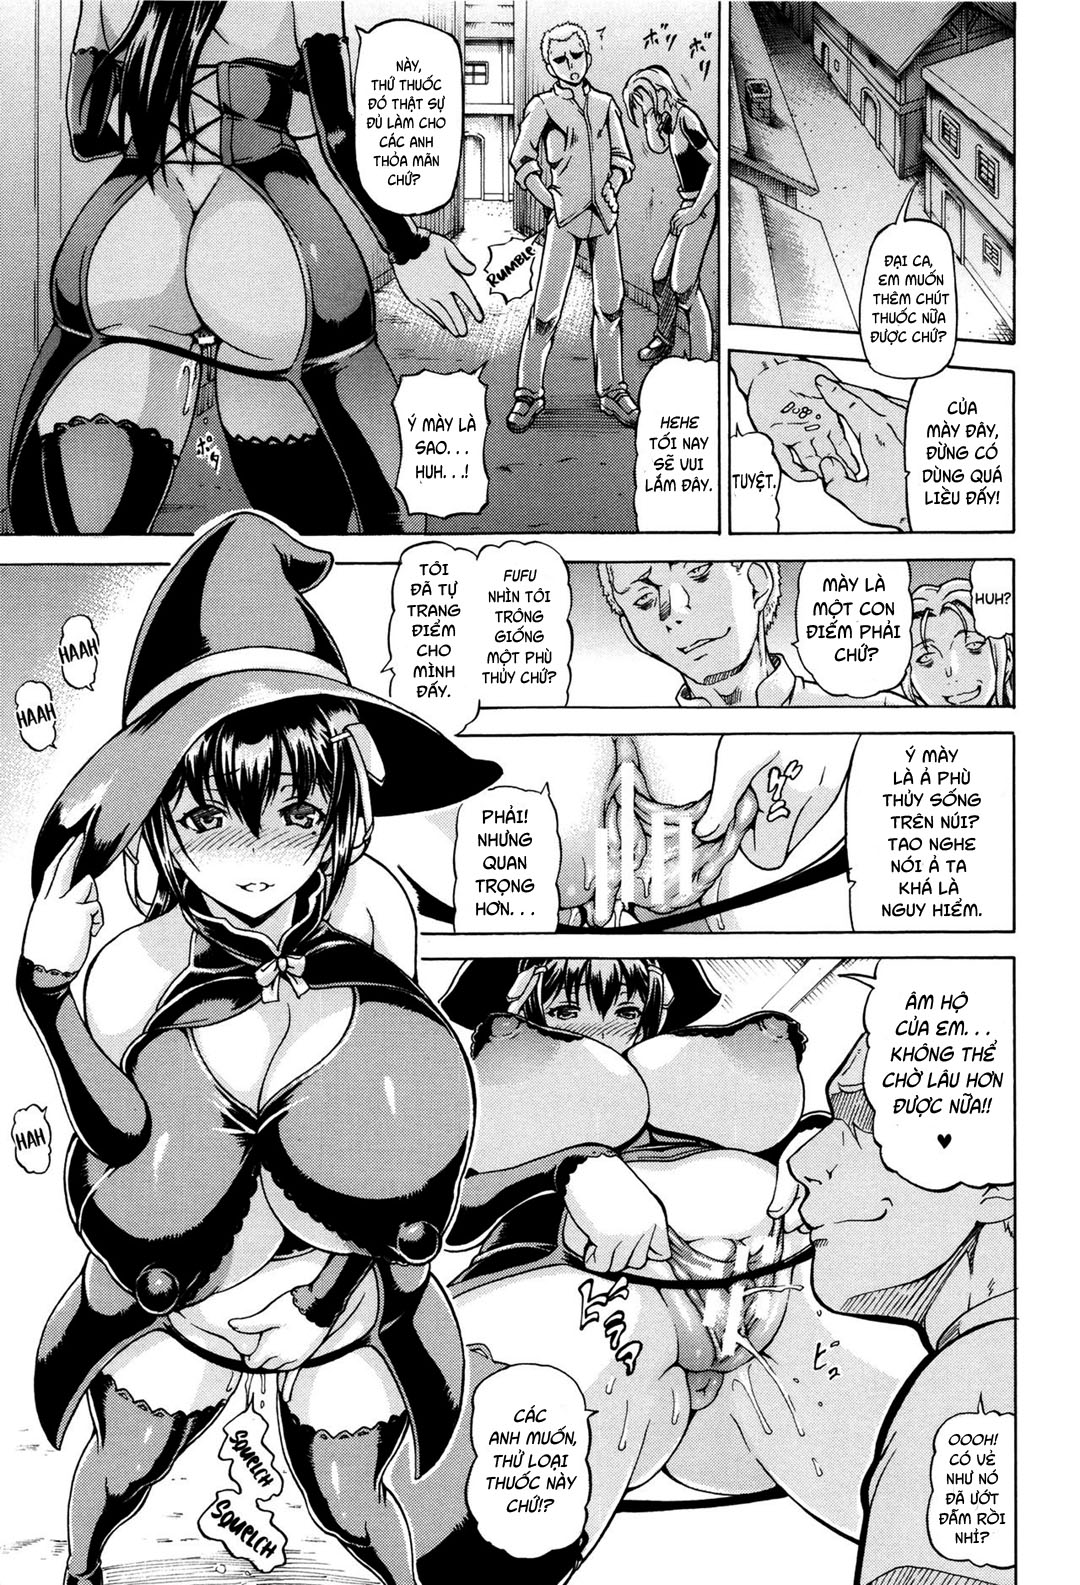 ĐẠI CA,
EM MUỐN
THÊM CHÚT
THUỐC NỮA
ĐƯỢC CHỨ?
CỦA
MÀY ĐÂY,
ĐỪNG CÓ
DÙNG QUÁ
LIỀU ĐẤY!
TUYỆT.
ボリ
ボリ
NÀY,
THỨ THUỐC
ĐÓ THẬT SỰ
ĐỦ LÀM CHO
CÁC ANH
THỎA MÃN
CHỨ?
RUMBLE
HEHE
TỐI NAY
SẼ VUI
LẮM ĐÂY.
Ý MÀY LÀ
SAO. . .
HUH. . .!
HUH?
MÀY LÀ
MỘT CON
ĐIẾM PHẢI
CHỨ?
FUFU
NHÌN TÔI
TRÔNG
GIỐNG
MỘT PHÙ
THỦY CHỨ?
TÔI
ĐÃ TỰ
TRANG
ĐIỂM
CHO
MÌNH
ĐẤY.
HAAH
HAAH
HAH
Ý MÀY
LÀ Ả PHÙ
THỦY SỐNG
TRÊN NÚI?
TAO NGHE
NÓI Ả TA
KHÁ LÀ
NGUY HIỂM.
PHẢI!
NHƯNG
QUAN
TRỌNG
HƠN. . .
ÂM HỘ
CỦA EM. . .
KHÔNG THỂ
CHỜ LÂU HƠN
ĐƯỢC NỮA!!
♥
CÁC
ANH MUỐN,
THỬ LOẠI
THUỐC NÀY
CHỨ!?
SQUELCH
SQUELCH
OOOH!
CÓ VẺ
NHƯ NÓ
ĐÃ ƯỚT
ĐẪM RỒI
NHỈ?